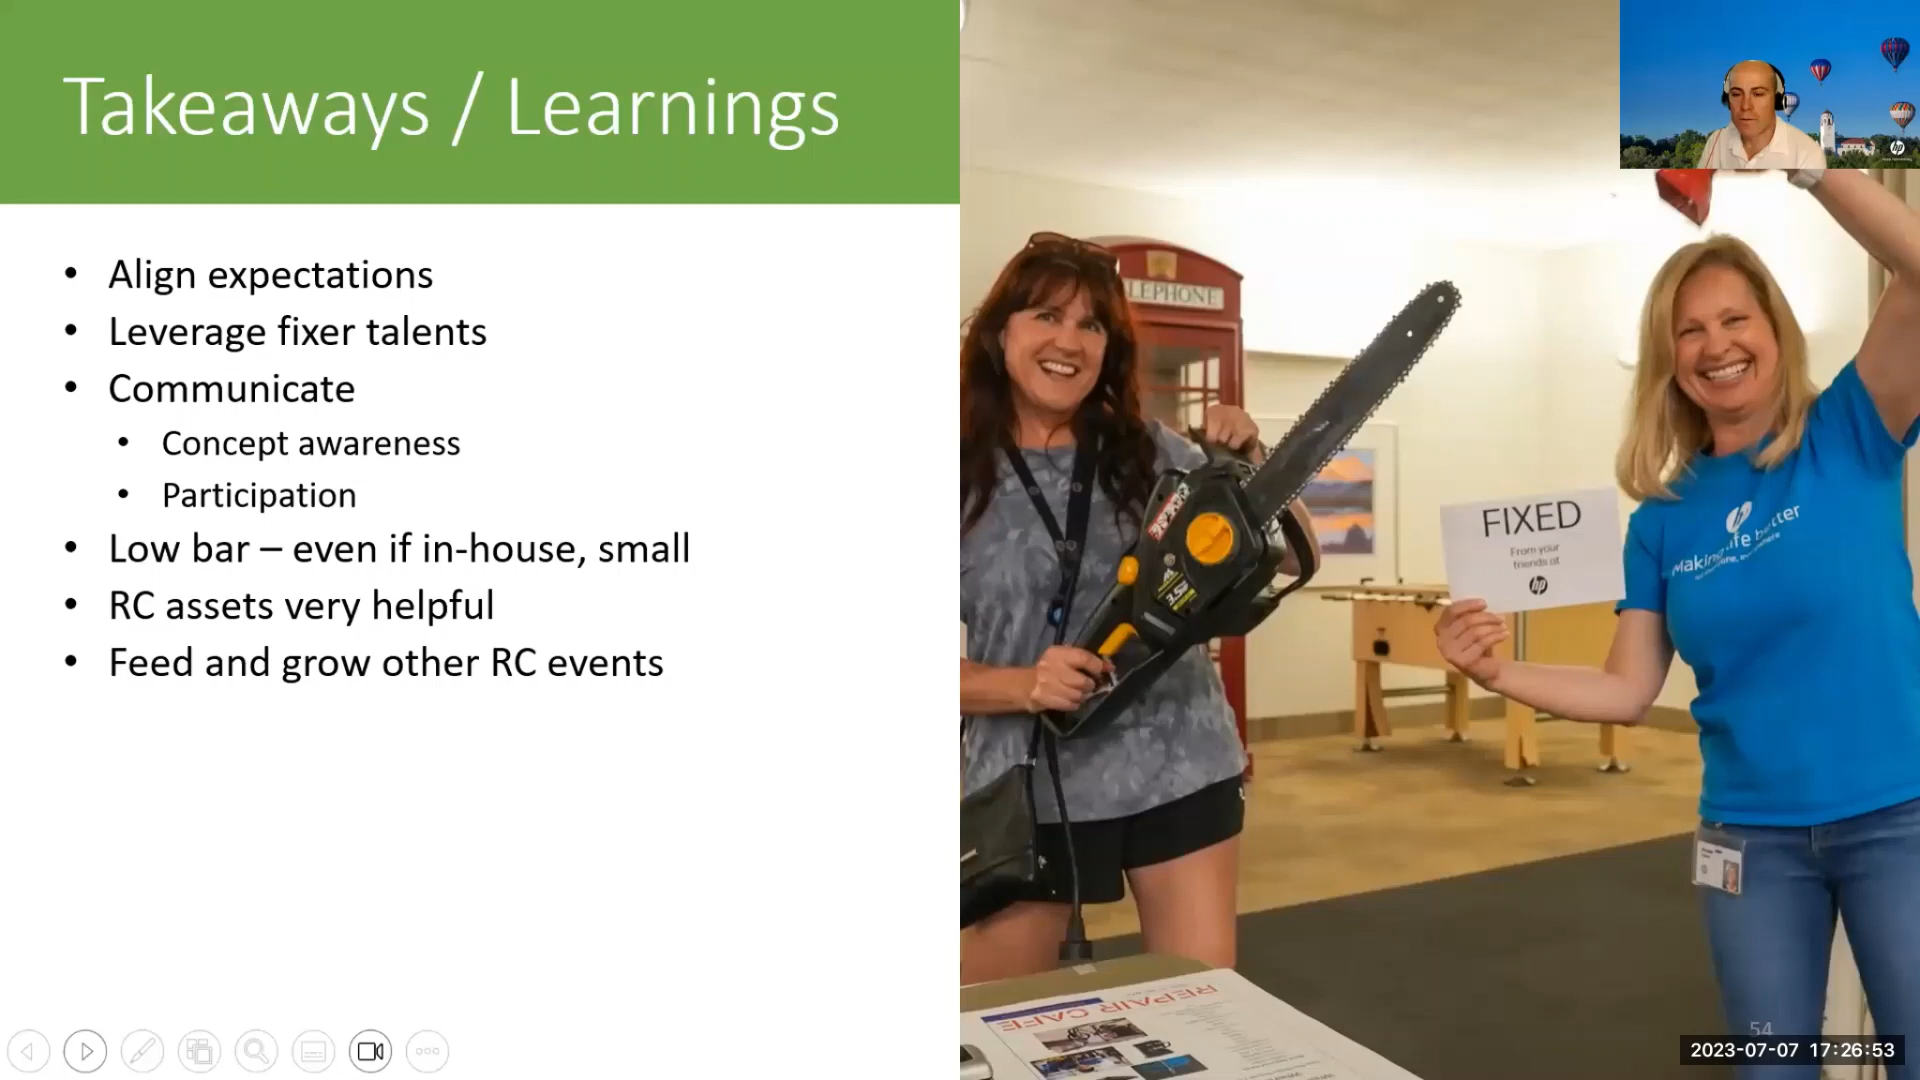 Takeaways / Learnings
• Align expectations
• Leverage fixer talents
• Communicate
• Concept awareness
• Participation
• Low bar – even if in-house, small
• RC assets very helpful
• Feed and grow other RC events
LEPHONE
FIXED
From your
friends at
hp
Making life better
REPAIR CAFE
hp
54
2023-07-07 17:26:53